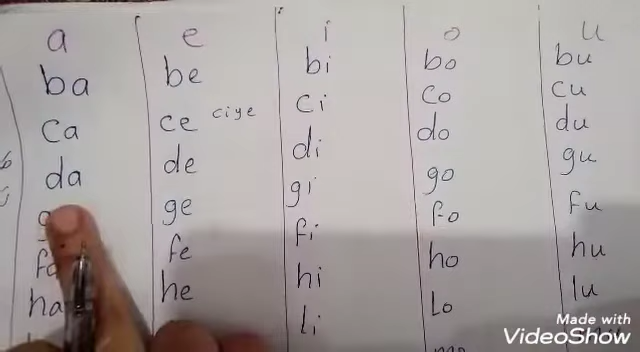 a e i o u
ba be bi bo bu
ca ce ciye ci co cu
da de di do du
ge gi go gu
fe fi fo fu
ha he hi ho hu
li Lo lu
Made with
VideoShow